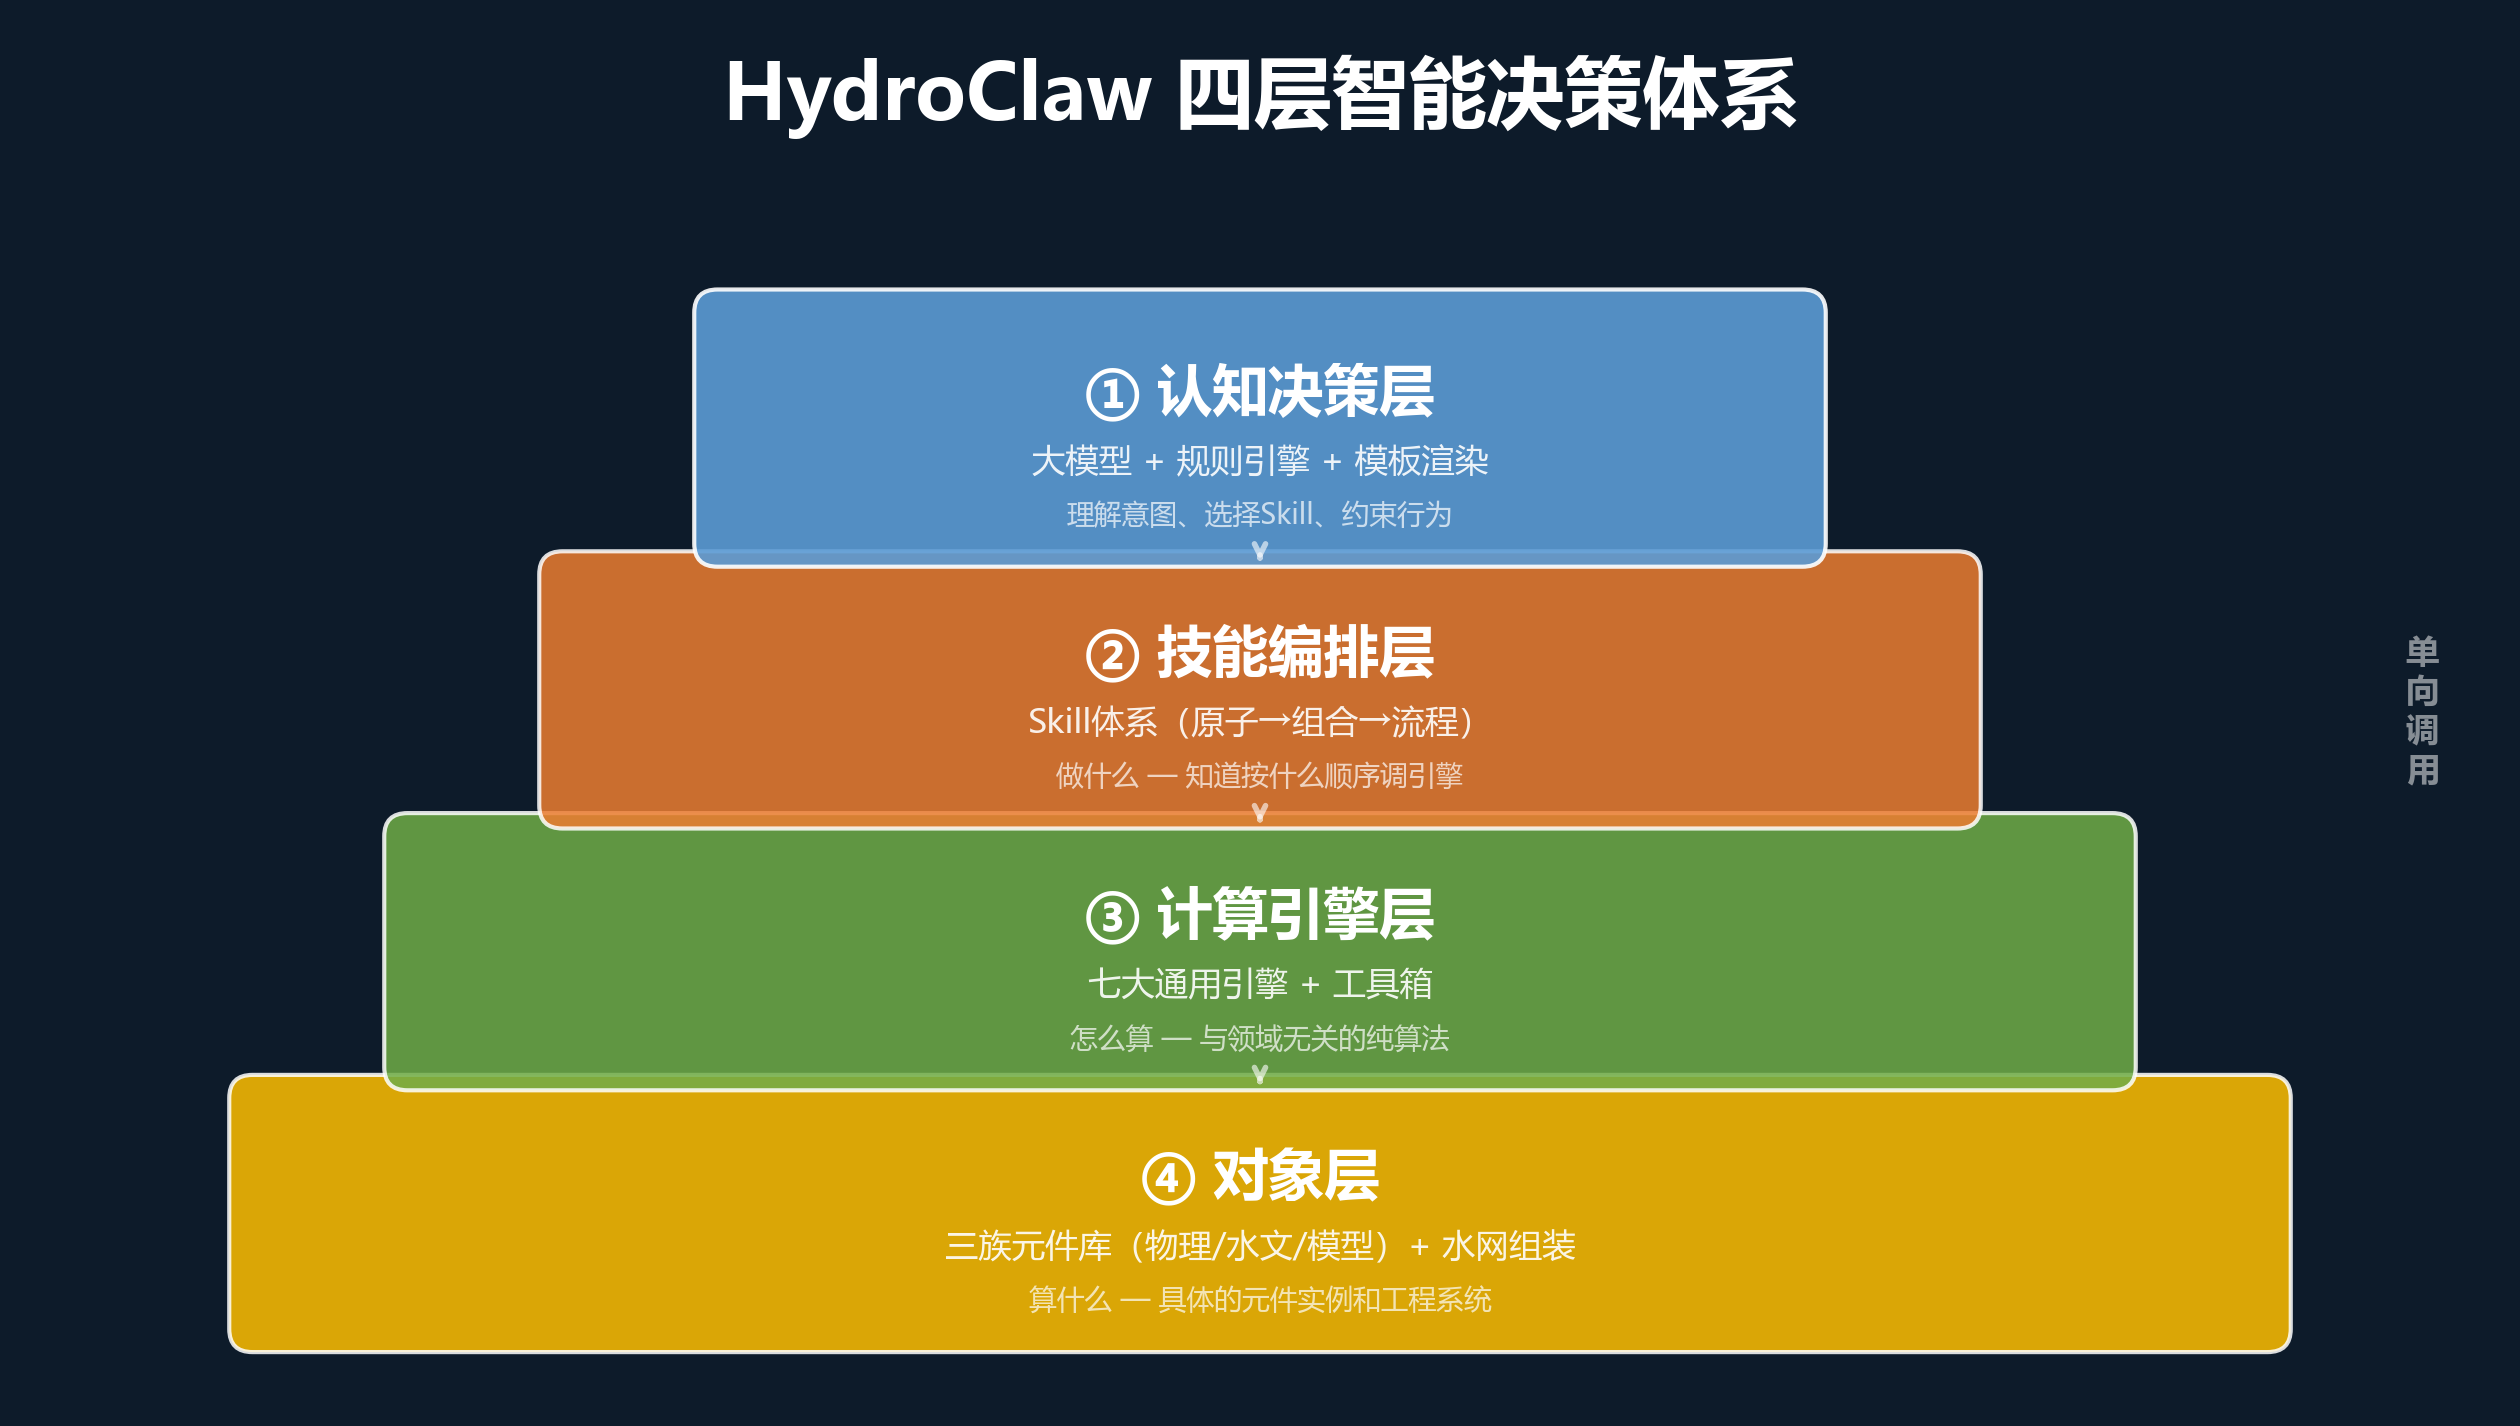 HydroClaw 四层智能决策体系
① 认知决策层
大模型 + 规则引擎 + 模板渲染
理解意图、选择Skill、约束行为
② 技能编排层
Skill体系（原子→组合→流程）
做什么 — 知道按什么顺序调引擎
③ 计算引擎层
七大通用引擎 + 工具箱
怎么算 — 与领域无关的纯算法
④ 对象层
三族元件库（物理/水文/模型）+ 水网组装
算什么 — 具体的元件实例和工程系统
单向调用